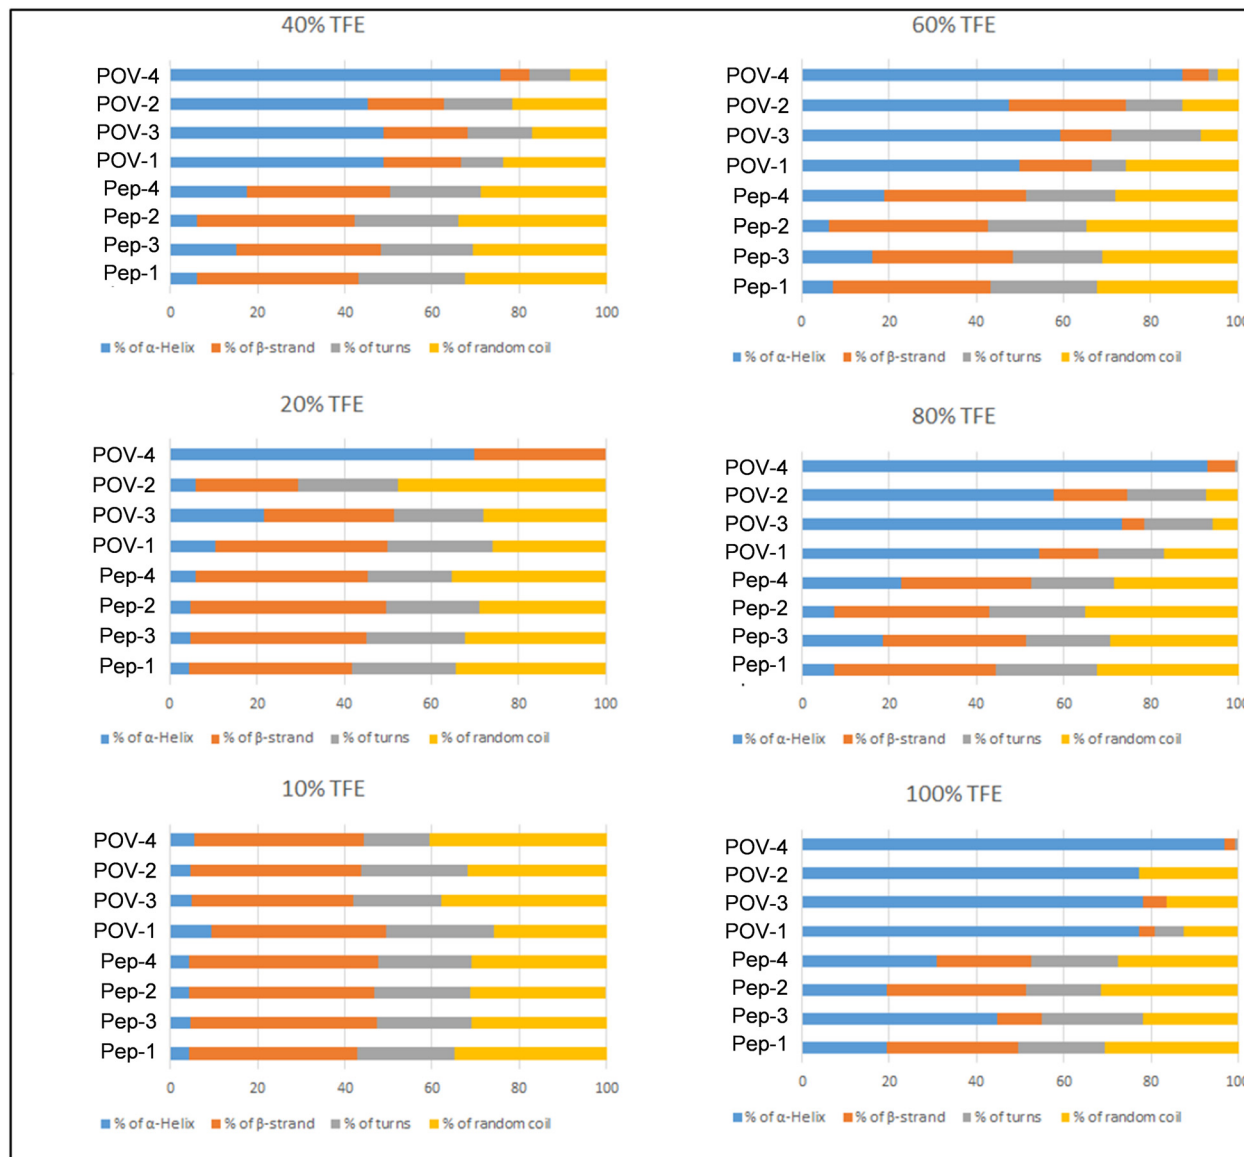 40% TFE
POV-4
POV-2
POV-3
POV-1
Pep-4
Pep-2
Pep-3
Pep-1
0 20 40 60 80 100
% of α-Helix % of β-strand % of turns % of random coil
60% TFE
POV-4
POV-2
POV-3
POV-1
Pep-4
Pep-2
Pep-3
Pep-1
0 20 40 60 80 100
% of α-Helix % of β-strand % of turns % of random coil
20% TFE
POV-4
POV-2
POV-3
POV-1
Pep-4
Pep-2
Pep-3
Pep-1
0 20 40 60 80 100
% of α-Helix % of β-strand % of turns % of random coil
80% TFE
POV-4
POV-2
POV-3
POV-1
Pep-4
Pep-2
Pep-3
Pep-1
0 20 40 60 80 100
% of α-Helix % of β-strand % of turns % of random coil
10% TFE
POV-4
POV-2
POV-3
POV-1
Pep-4
Pep-2
Pep-3
Pep-1
0 20 40 60 80 100
% of α-Helix % of β-strand % of turns % of random coil
100% TFE
POV-4
POV-2
POV-3
POV-1
Pep-4
Pep-2
Pep-3
Pep-1
0 20 40 60 80 100
% of α-Helix % of β-strand % of turns % of random coil